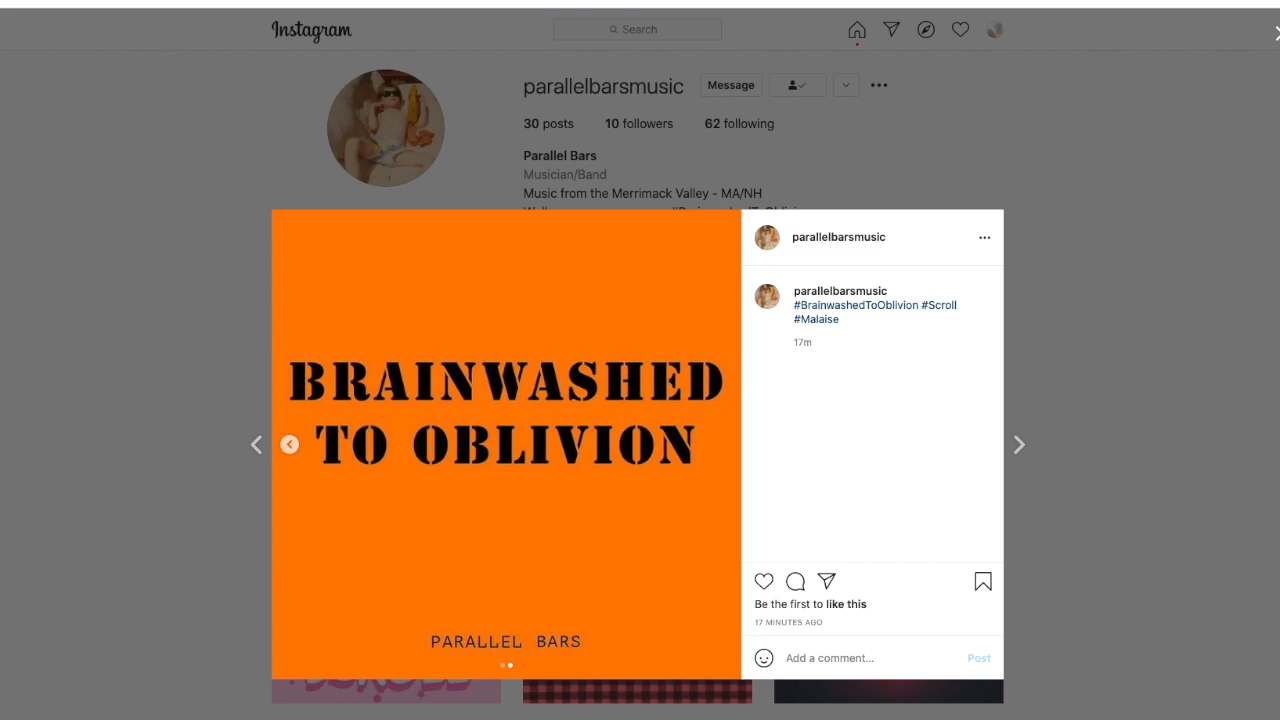 Instagram
Search
parallelbarsmusic
Message
30 posts 10 followers 62 following
Parallel Bars
Musician/Band
Music from the Merrimack Valley - MA/NH
BRAINWASHED
TO OBLIVION
PARALLEL BARS
parallelbarsmusic
parallelbarsmusic
#BrainwashedToOblivion #Scroll
#Malaise
17m
Be the first to like this
17 MINUTES AGO
Add a comment... Post